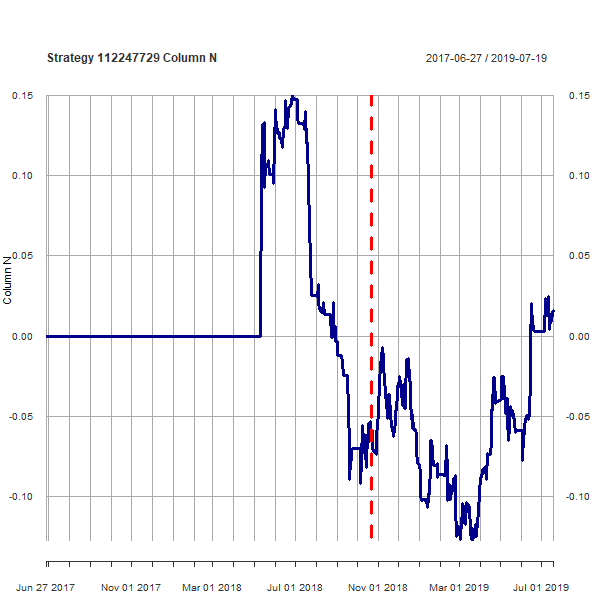 Strategy 112247729 Column N 2017-06-27 / 2019-07-19
0.15 0.15
0.10 0.10
0.05 0.05
0.00 0.00
-0.05 -0.05
-0.10 -0.10
Column N
Jun 27 2017 Nov 01 2017 Mar 01 2018 Jul 01 2018 Nov 01 2018 Mar 01 2019 Jul 01 2019